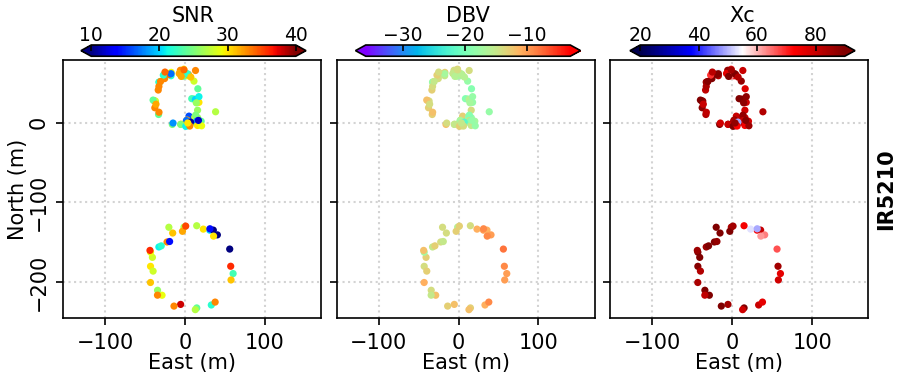 SNR DBV Xc
10 20 30 40 −30 −20 −10 20 40 60 80
North (m)
0
−100
−200
IR5210
−100 0 100 −100 0 100 −100 0 100
East (m) East (m) East (m)